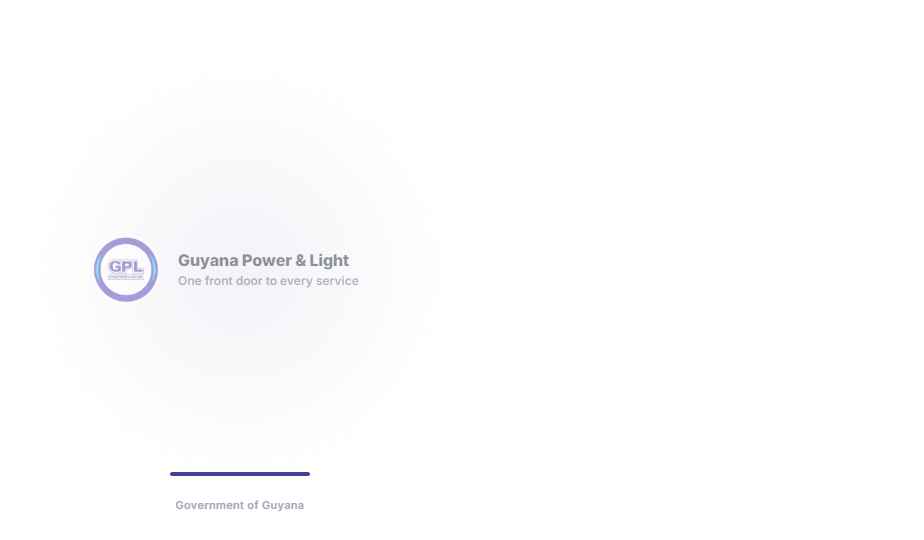 GPL
Guyana Power & Light
One front door to every service
Government of Guyana